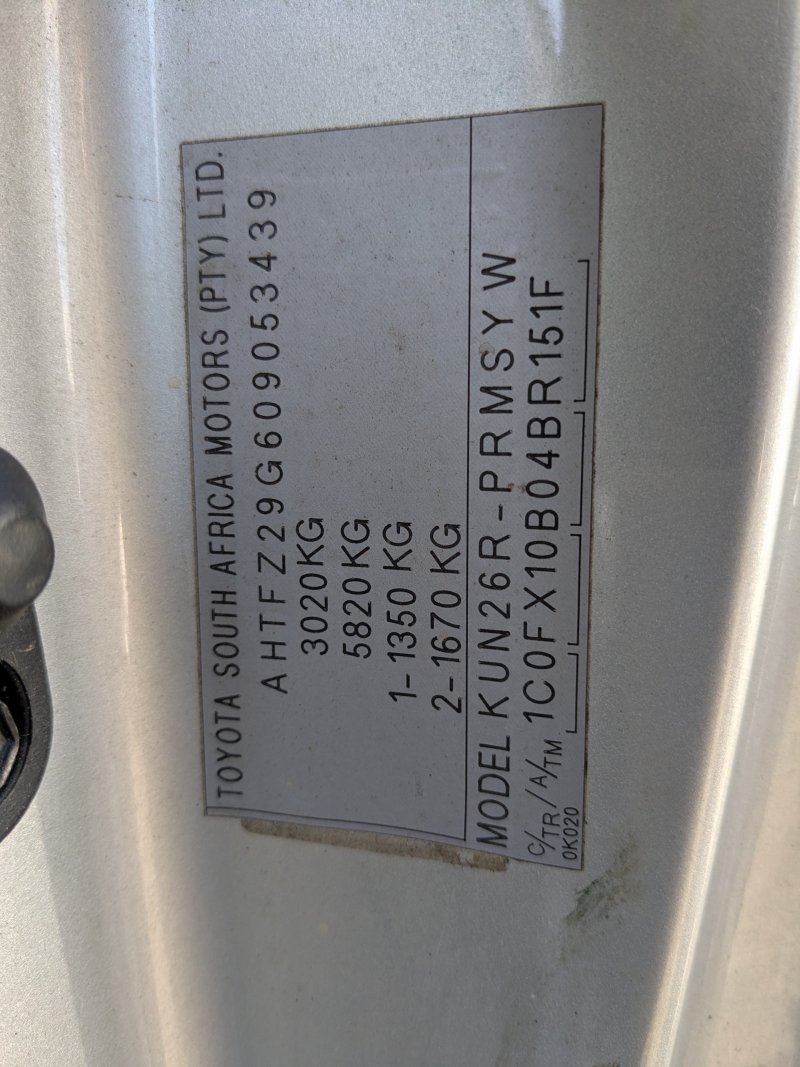 TOYOTA SOUTH AFRICA MOTORS (PTY) LTD.
AHTFZ29G609053439
3020KG
5820KG
1-1350 KG
2-1670 KG
MODEL KUN26R-PRMSYW
C/TR/A/TM 1C0FX10B04BR151F
0K020